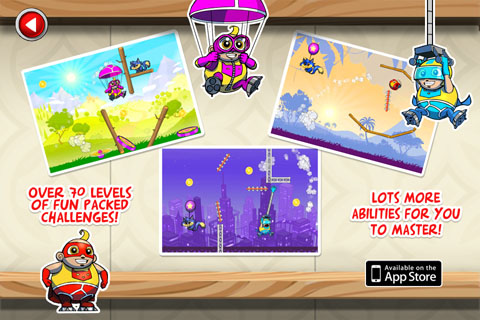 OVER 70 LEVELS
OF FUN PACKED
CHALLENGES!
LOTS MORE
ABILITIES FOR YOU
TO MASTER!
Available on the
App Store